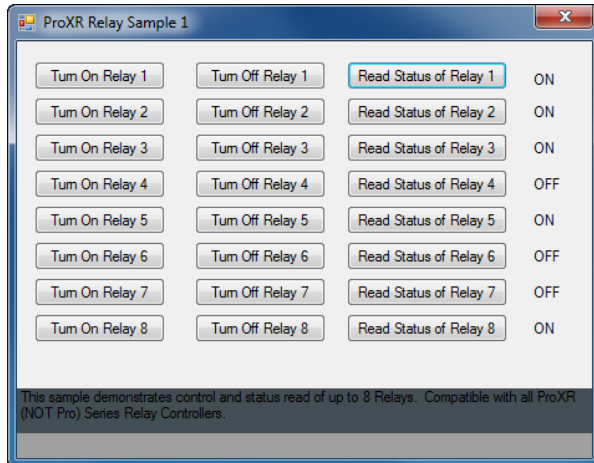 ProXR Relay Sample 1
Turn On Relay 1 Turn Off Relay 1 Read Status of Relay 1 ON
Turn On Relay 2 Turn Off Relay 2 Read Status of Relay 2 ON
Turn On Relay 3 Turn Off Relay 3 Read Status of Relay 3 ON
Turn On Relay 4 Turn Off Relay 4 Read Status of Relay 4 OFF
Turn On Relay 5 Turn Off Relay 5 Read Status of Relay 5 ON
Turn On Relay 6 Turn Off Relay 6 Read Status of Relay 6 OFF
Turn On Relay 7 Turn Off Relay 7 Read Status of Relay 7 OFF
Turn On Relay 8 Turn Off Relay 8 Read Status of Relay 8 ON
This sample demonstrates control and status read of up to 8 Relays. Compatible with all ProXR
(NOT Pro) Series Relay Controllers.